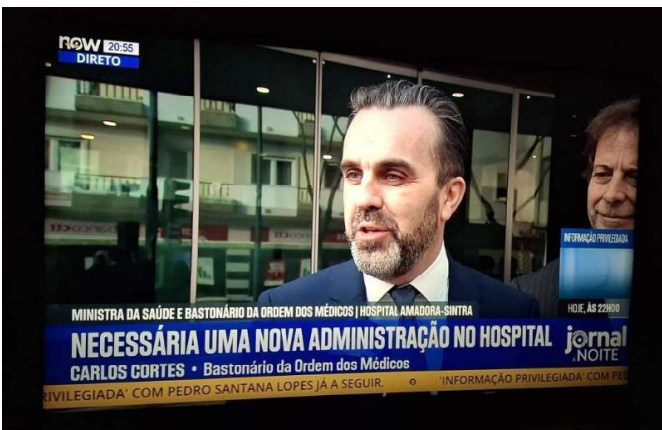 now 20:55
DIRETO
INFORMAÇÃO PRIVILEGIADA
HOJE, ÀS 22H00
MINISTRA DA SAÚDE E BASTONÁRIO DA ORDEM DOS MÉDICOS | HOSPITAL AMADORA-SINTRA
NECESSÁRIA UMA NOVA ADMINISTRAÇÃO NO HOSPITAL
CARLOS CORTES • Bastonário da Ordem dos Médicos
jornal
.NOITE
RIVILEGIADA' COM PEDRO SANTANA LOPES JÁ A SEGUIR. 'INFORMAÇÃO PRIVILEGIADA' COM PED